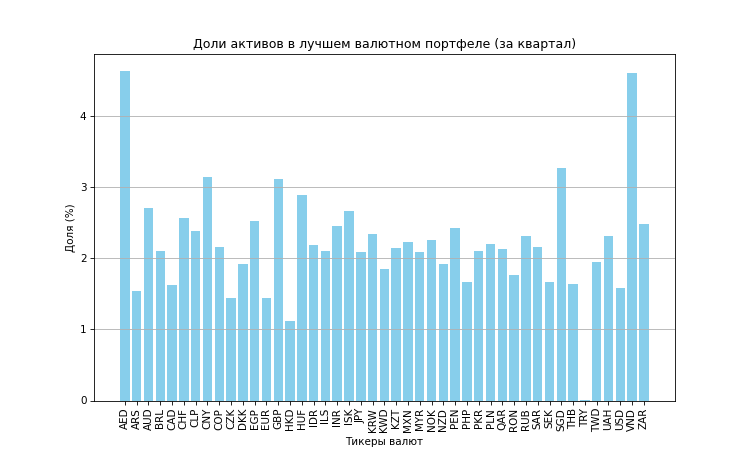 Доли активов в лучшем валютном портфеле (за квартал)
Доля (%)
4
3
2
1
0
AED ARS AUD BRL CAD CHF CLP CNY COP CZK DKK EGP EUR GBP HKD HUF IDR ILS INR ISK JPY KRW KWD KZT MXN MYR NOK NZD PEN PHP PKR PLN QAR RON RUB SAR SEK SGD THB TRY TWD UAH USD VND ZAR
Тикеры валют